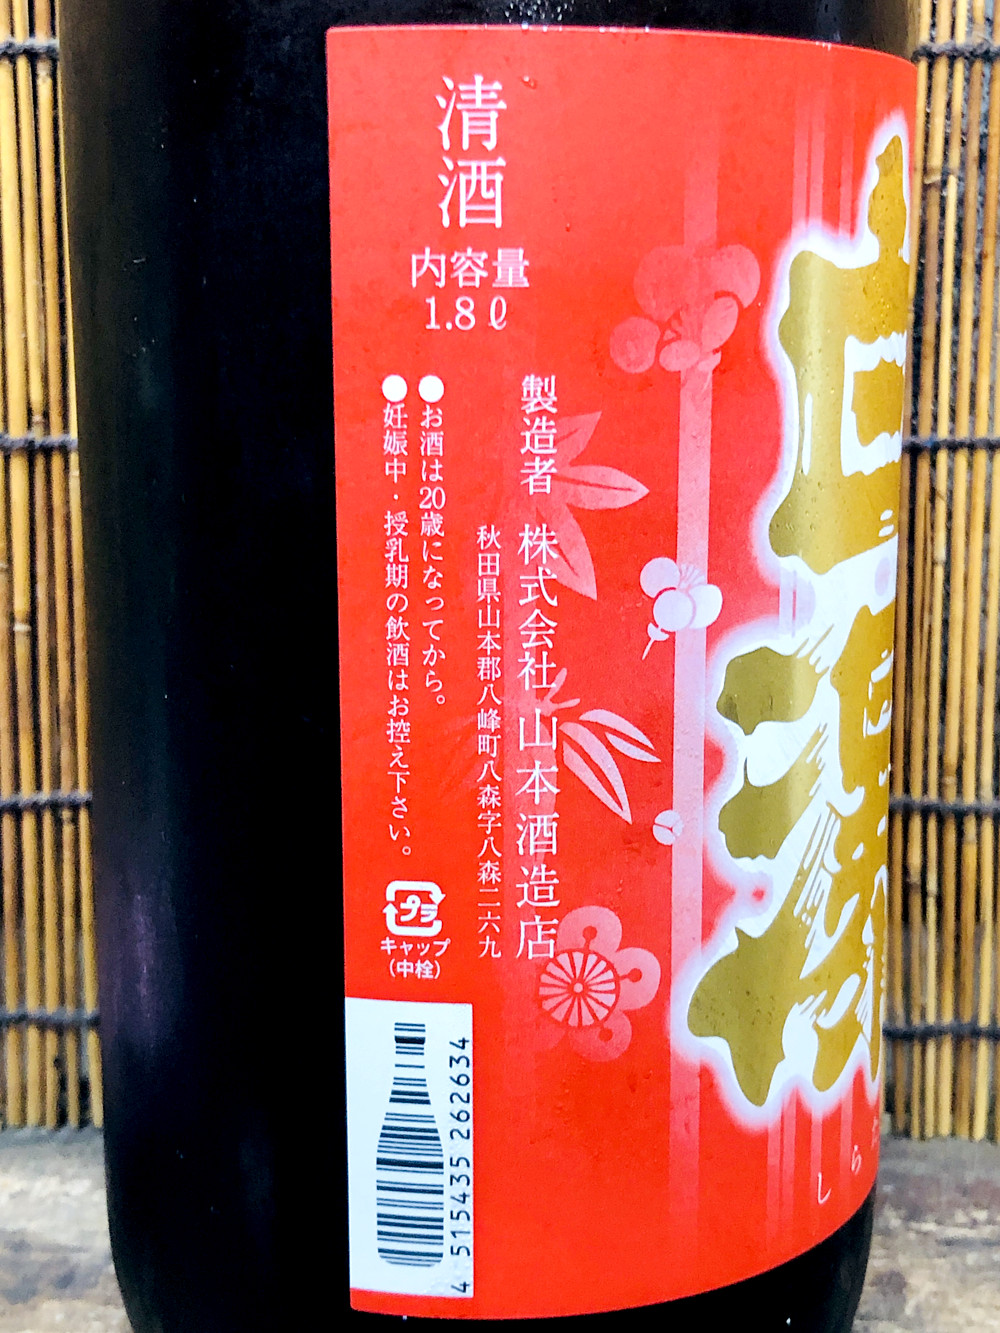 清酒
内容量
1.8ℓ
製造者 株式会社 山本酒造店
秋田県山本郡八峰町八森字八森二六九
●お酒は20歳になってから。
●妊娠中・授乳期の飲酒はお控え下さい。
プラ
キャップ
(中栓)
4 515435 262634
しら